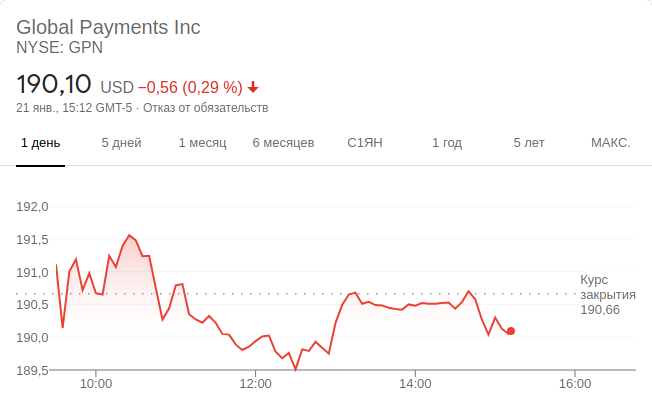 Global Payments Inc
NYSE: GPN
190,10 USD −0,56 (0,29 %)
21 янв., 15:12 GMT-5 · Отказ от обязательств
1 день 5 дней 1 месяц 6 месяцев С1ЯН 1 год 5 лет МАКС.
192,0
191,5
191,0
190,5
190,0
189,5
Курс
закрытия
190,66
10:00 12:00 14:00 16:00